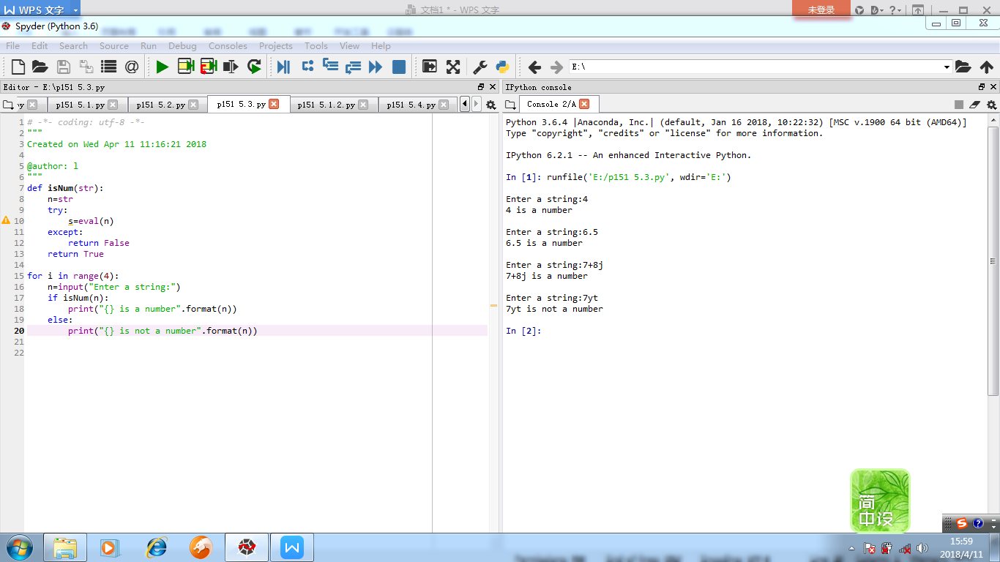 WPS 文字
文档1 * - WPS 文字
未登录
Spyder (Python 3.6)
File Edit Search Source Run Debug Consoles Projects Tools View Help
E:\
Editor - E:\p151 5.3.py
IPython console
p151 5.1.py p151 5.2.py p151 5.3.py p151 5.1.2.py p151 5.4.py
Console 2/A
1 # -*- coding: utf-8 -*-
2 """
3 Created on Wed Apr 11 11:16:21 2018
4
5 @author: l
6 """
7 def isNum(str):
8 n=str
9 try:
10 s=eval(n)
11 except:
12 return False
13 return True
14
15 for i in range(4):
16 n=input("Enter a string:")
17 if isNum(n):
18 print("{} is a number".format(n))
19 else:
20 print("{} is not a number".format(n))
21
22
Python 3.6.4 |Anaconda, Inc.| (default, Jan 16 2018, 10:22:32) [MSC v.1900 64 bit (AMD64)]
Type "copyright", "credits" or "license" for more information.
IPython 6.2.1 -- An enhanced Interactive Python.
In [1]: runfile('E:/p151 5.3.py', wdir='E:')
Enter a string:4
4 is a number
Enter a string:6.5
6.5 is a number
Enter a string:7+8j
7+8j is a number
Enter a string:7yt
7yt is not a number
In [2]:
简
中设
15:59
2018/4/11